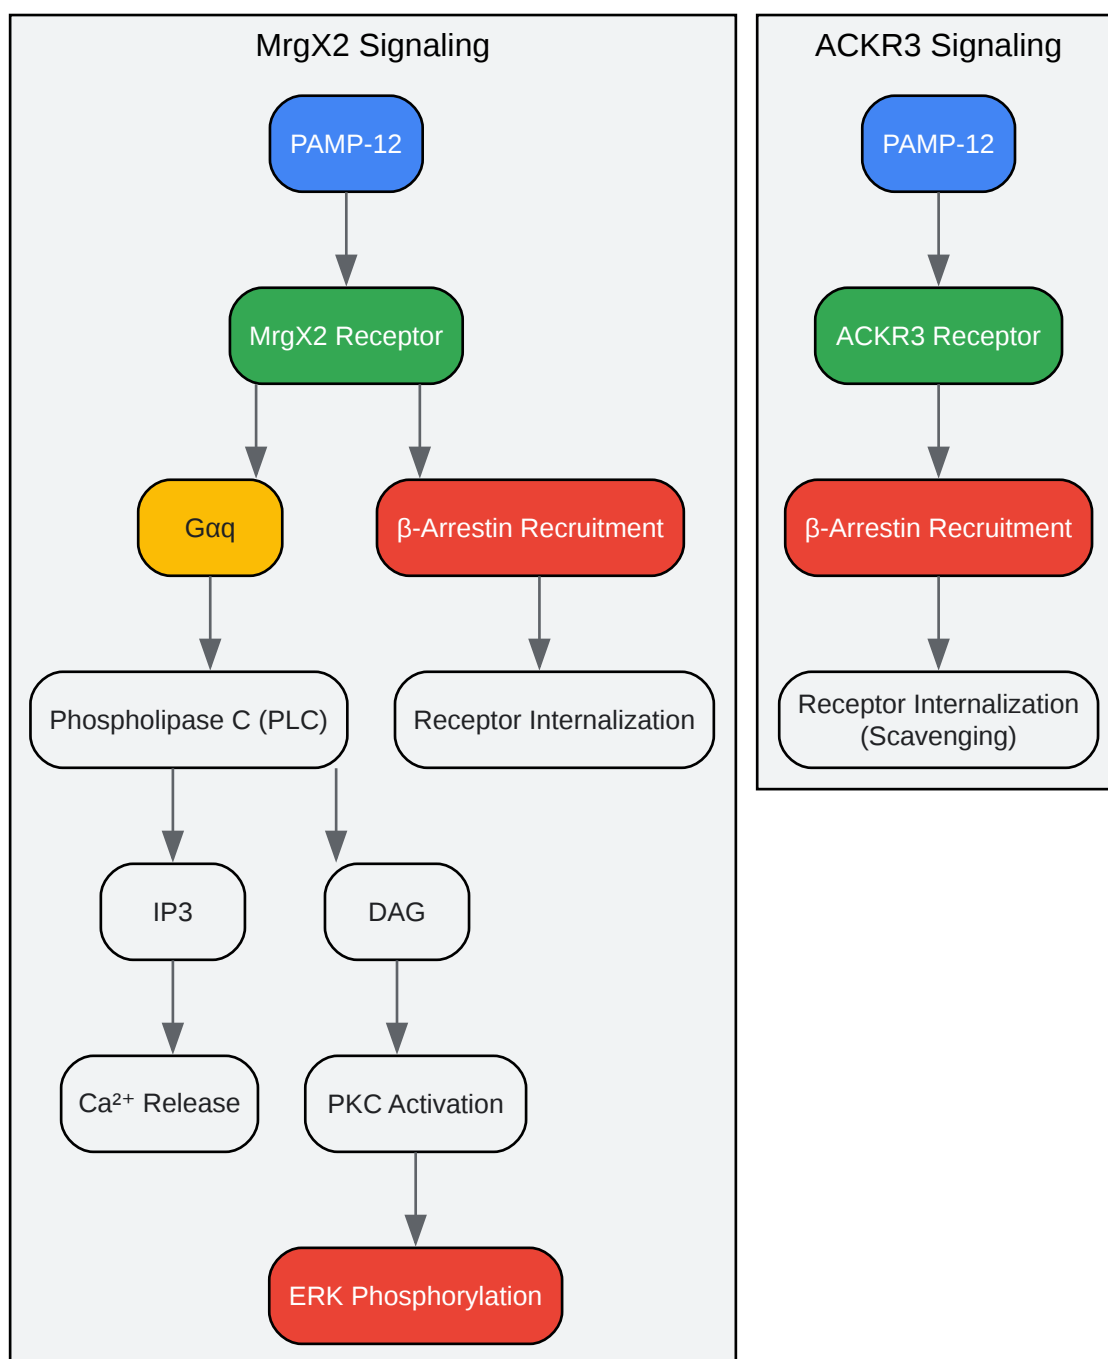 MrgX2 Signaling
PAMP-12
MrgX2 Receptor
Gαq
β-Arrestin Recruitment
Phospholipase C (PLC)
Receptor Internalization
IP3
DAG
Ca²⁺ Release
PKC Activation
ERK Phosphorylation
ACKR3 Signaling
PAMP-12
ACKR3 Receptor
β-Arrestin Recruitment
Receptor Internalization
(Scavenging)